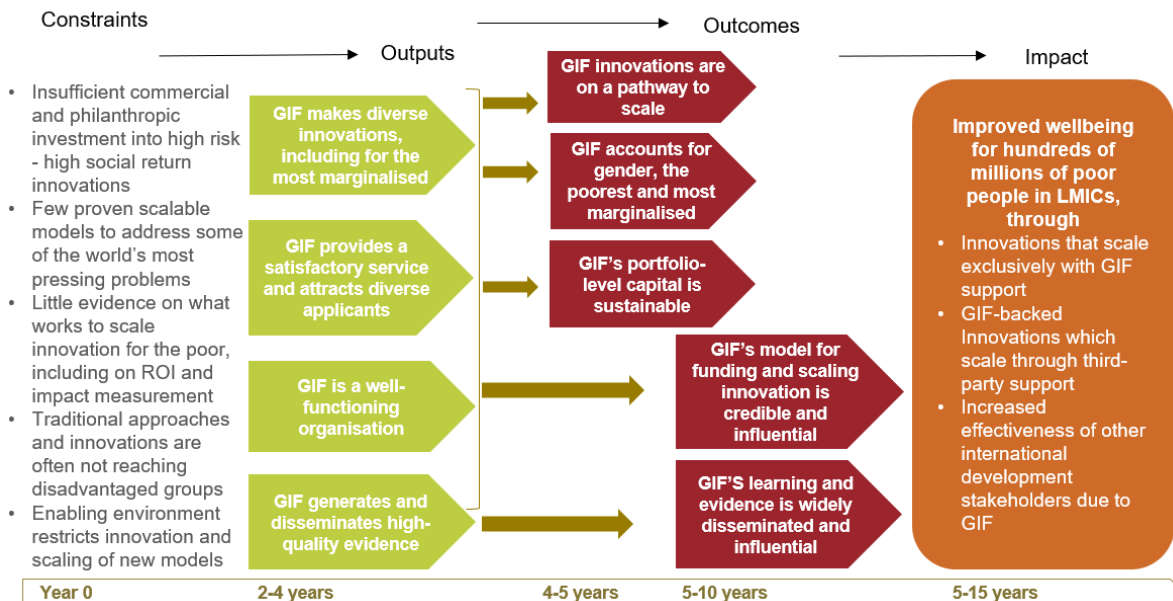 Constraints
Outputs
Outcomes
Impact
• Insufficient commercial
and philanthropic
investment into high risk
- high social return
innovations
• Few proven scalable
models to address some
of the world's most
pressing problems
• Little evidence on what
works to scale
innovation for the poor,
including on ROI and
impact measurement
• Traditional approaches
and innovations are
often not reaching
disadvantaged groups
• Enabling environment
restricts innovation and
scaling of new models
GIF makes diverse
innovations,
including for the
most marginalised
GIF provides a
satisfactory service
and attracts diverse
applicants
GIF is a well-
functioning
organisation
GIF generates and
disseminates high-
quality evidence
GIF innovations are
on a pathway to
scale
GIF accounts for
gender, the
poorest and most
marginalised
GIF's portfolio-
level capital is
sustainable
GIF's model for
funding and scaling
innovation is
credible and
influential
GIF'S learning and
evidence is widely
disseminated and
influential
Improved wellbeing
for hundreds of
millions of poor
people in LMICs,
through
• Innovations that scale
exclusively with GIF
support
• GIF-backed
Innovations which
scale through third-
party support
• Increased
effectiveness of other
international
development
stakeholders due to
GIF
Year 0
2-4 years
4-5 years
5-10 years
5-15 years